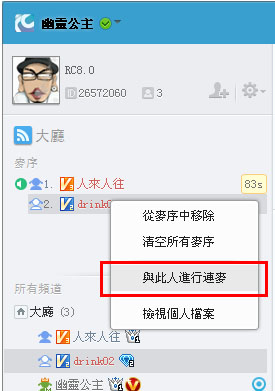 幽靈公主
RC8.0
ID 26572060 3
大廳
麥序
1. 人來人往 83s
2. drink0
從麥序中移除
清空所有麥序
與此人進行連麥
檢視個人檔案
所有頻道
大廳 (3)
人來人往
drink02
幽靈公主